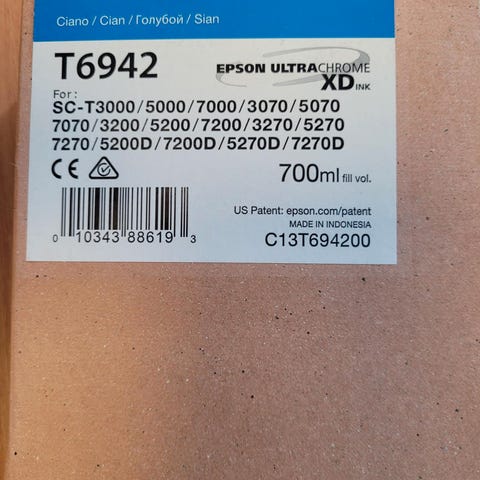 Ciano / Cian / Голубой / Sian
T6942
EPSON ULTRACHROME
XD INK
For :
SC-T3000/5000/7000/3070/5070
7070/3200/5200/7200/3270/5270
7270/5200D/7200D/5270D/7270D
CE
700ml fill vol.
US Patent: epson.com/patent
MADE IN INDONESIA
0 10343 88619 3
C13T694200